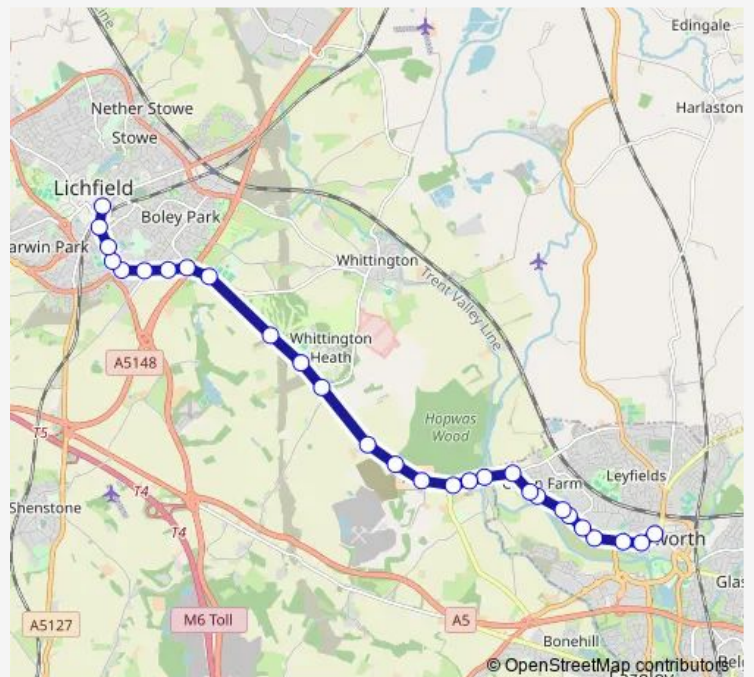 Line
Edingale
Nether Stowe
Stowe
Harlaston
Lichfield
Boley Park
arwin Park
Whittington
Trent Valley Line
Whittington
Heath
A5148
Hopwas
Wood
T5
Farm
Leyfields
T4
Shenstone
T4
worth
Glas
A5127
M6 Toll
A5
Bonehill
© OpenStreetMap contributors